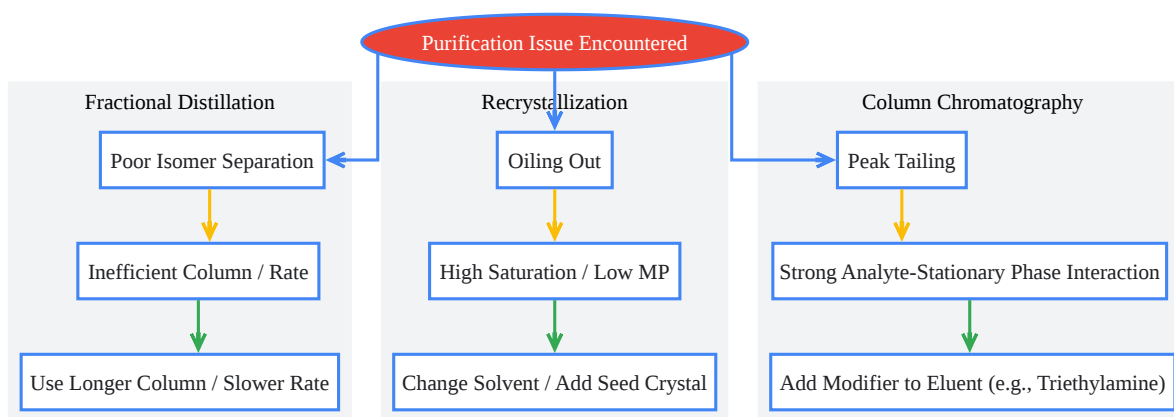 Purification Issue Encountered
Fractional Distillation
Recrystallization
Column Chromatography
Poor Isomer Separation
Oiling Out
Peak Tailing
Inefficient Column / Rate
High Saturation / Low MP
Strong Analyte-Stationary Phase Interaction
Use Longer Column / Slower Rate
Change Solvent / Add Seed Crystal
Add Modifier to Eluent (e.g., Triethylamine)